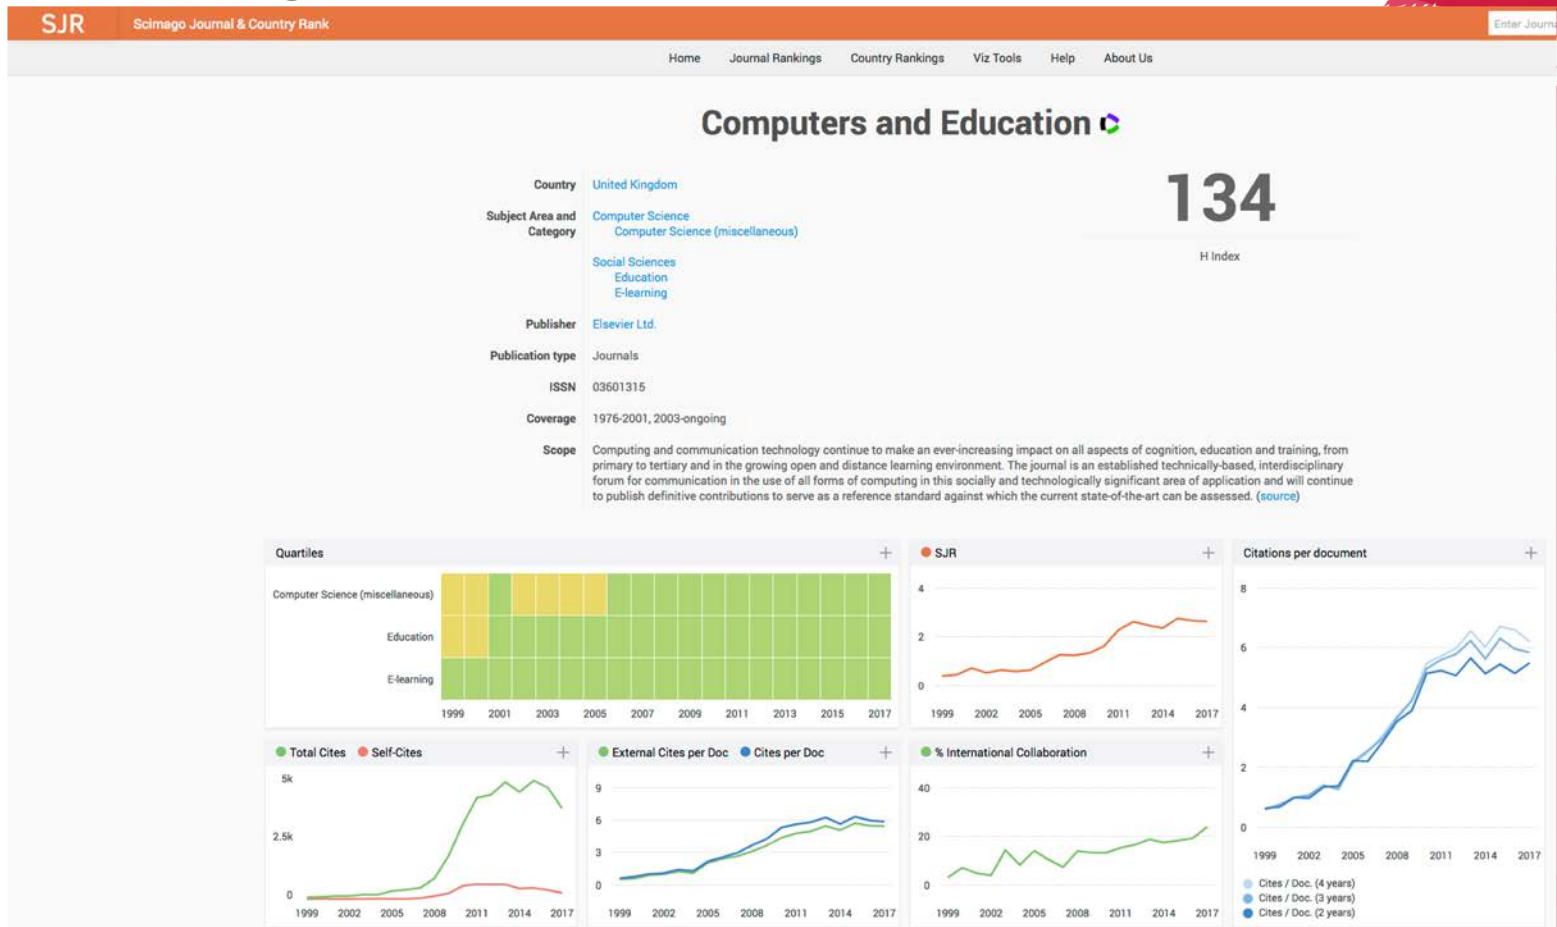 SJR Scimago Journal & Country Rank Enter Journa
Home Journal Rankings Country Rankings Viz Tools Help About Us
Computers and Education
Country United Kingdom
134
H Index
Subject Area and Category
Computer Science
Computer Science (miscellaneous)
Social Sciences
Education
E-learning
Publisher Elsevier Ltd.
Publication type Journals
ISSN 03601315
Coverage 1976-2001, 2003-ongoing
Scope Computing and communication technology continue to make an ever-increasing impact on all aspects of cognition, education and training, from
primary to tertiary and in the growing open and distance learning environment. The journal is an established technically-based, interdisciplinary
forum for communication in the use of all forms of computing in this socially and technologically significant area of application and will continue
to publish definitive contributions to serve as a reference standard against which the current state-of-the-art can be assessed. (source)
Quartiles
Computer Science (miscellaneous)
Education
E-learning
1999 2001 2003 2005 2007 2009 2011 2013 2015 2017
SJR
4
2
0
1999 2002 2005 2008 2011 2014 2017
Citations per document
8
6
4
2
0
1999 2002 2005 2008 2011 2014 2017
Cites / Doc. (4 years)
Cites / Doc. (3 years)
Cites / Doc. (2 years)
Total Cites Self-Cites
5k
2.5k
0
1999 2002 2005 2008 2011 2014 2017
External Cites per Doc Cites per Doc
9
6
3
0
1999 2002 2005 2008 2011 2014 2017
% International Collaboration
40
20
0
1999 2002 2005 2008 2011 2014 2017